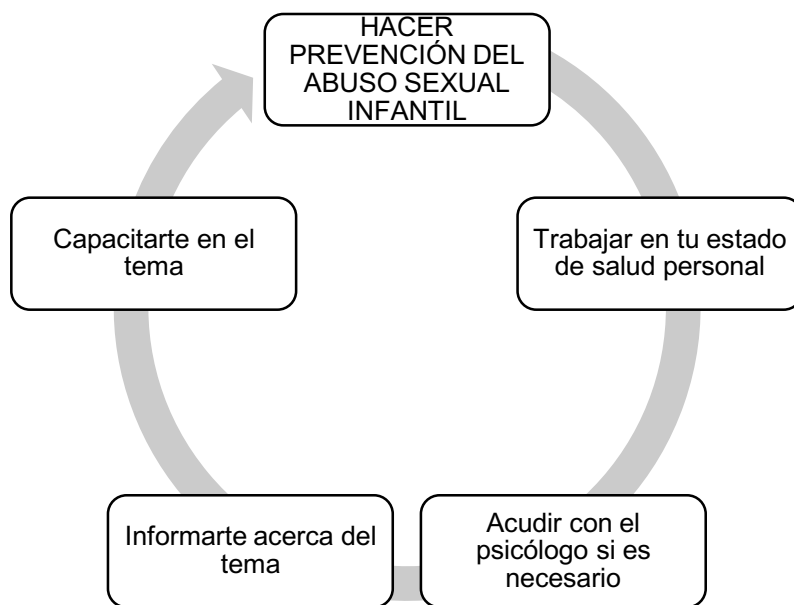 HACER
PREVENCIÓN DEL
ABUSO SEXUAL
INFANTIL
Trabajar en tu estado
de salud personal
Acudir con el
psicólogo si es
necesario
Informarte acerca del
tema
Capacitarte en el
tema